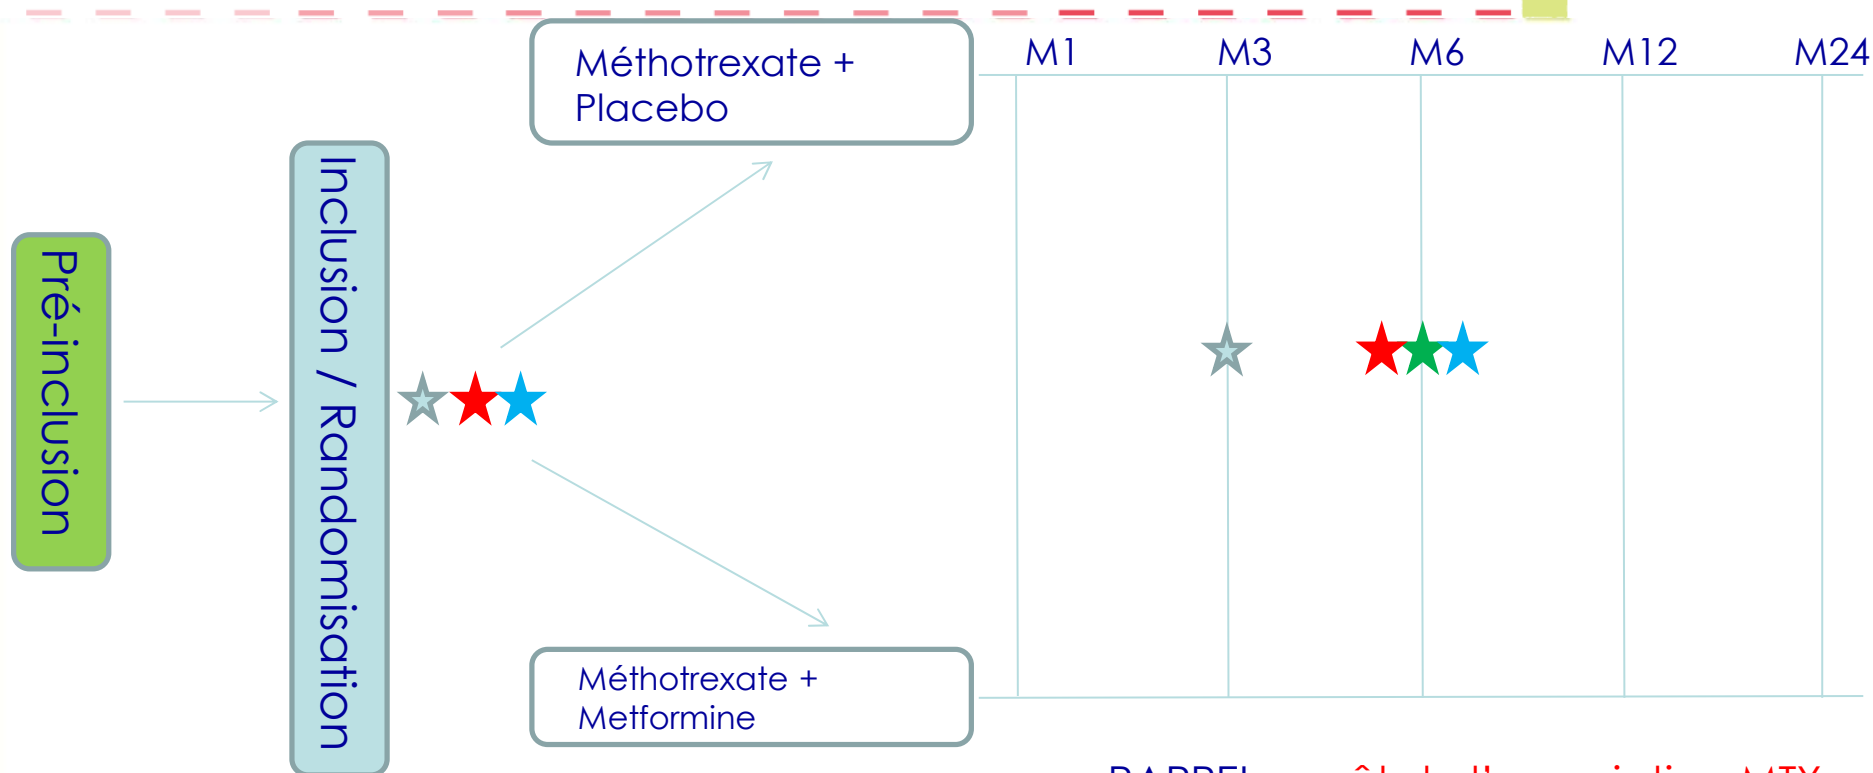 Méthotrexate +
Placebo
M1 M3 M6 M12 M24
Inclusion / Randomisation
Pré-inclusion
Méthotrexate +
Metformine